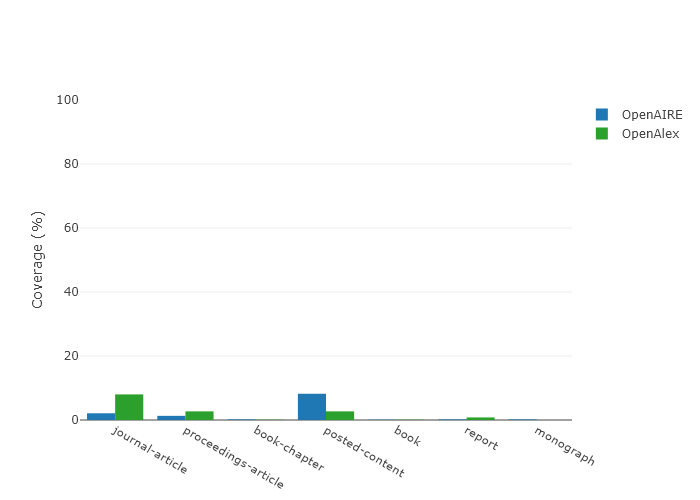 100
80
60
40
20
0
Coverage (%)
journal-article
proceedings-article
book-chapter
posted-content
book
report
monograph
OpenAIRE
OpenAlex